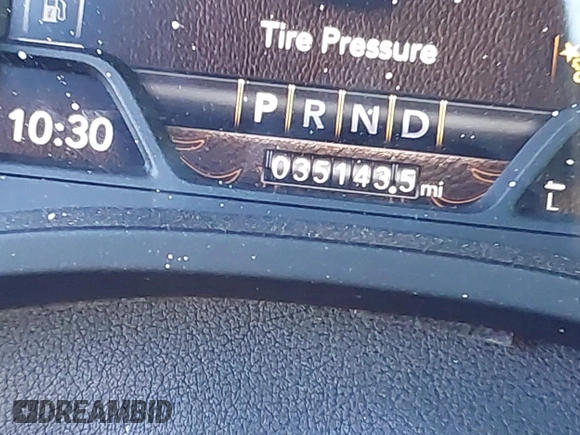 Tire Pressure
P R N D
10:30
035143.5 mi
L
DREAMBID